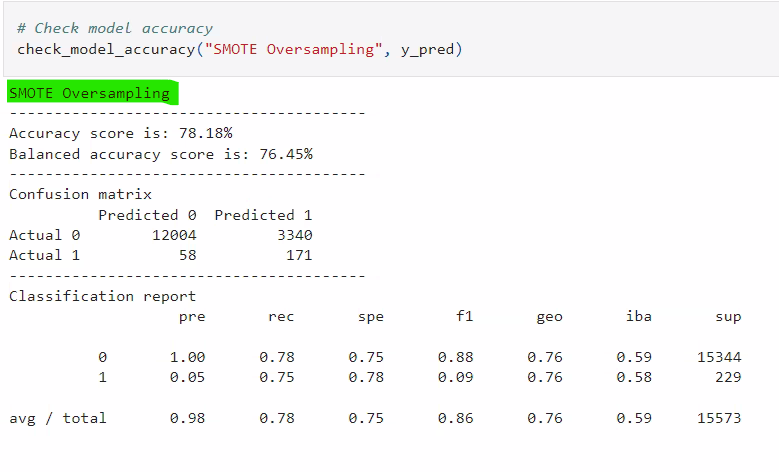 # Check model accuracy
check_model_accuracy("SMOTE Oversampling", y_pred)
SMOTE Oversampling
---------------------------------------
Accuracy score is: 78.18%
Balanced accuracy score is: 76.45%
---------------------------------------
Confusion matrix
Predicted 0 Predicted 1
Actual 0 12004 3340
Actual 1 58 171
---------------------------------------
Classification report
pre rec spe f1 geo iba sup
0 1.00 0.78 0.75 0.88 0.76 0.59 15344
1 0.05 0.75 0.78 0.09 0.76 0.58 229
avg / total 0.98 0.78 0.75 0.86 0.76 0.59 15573